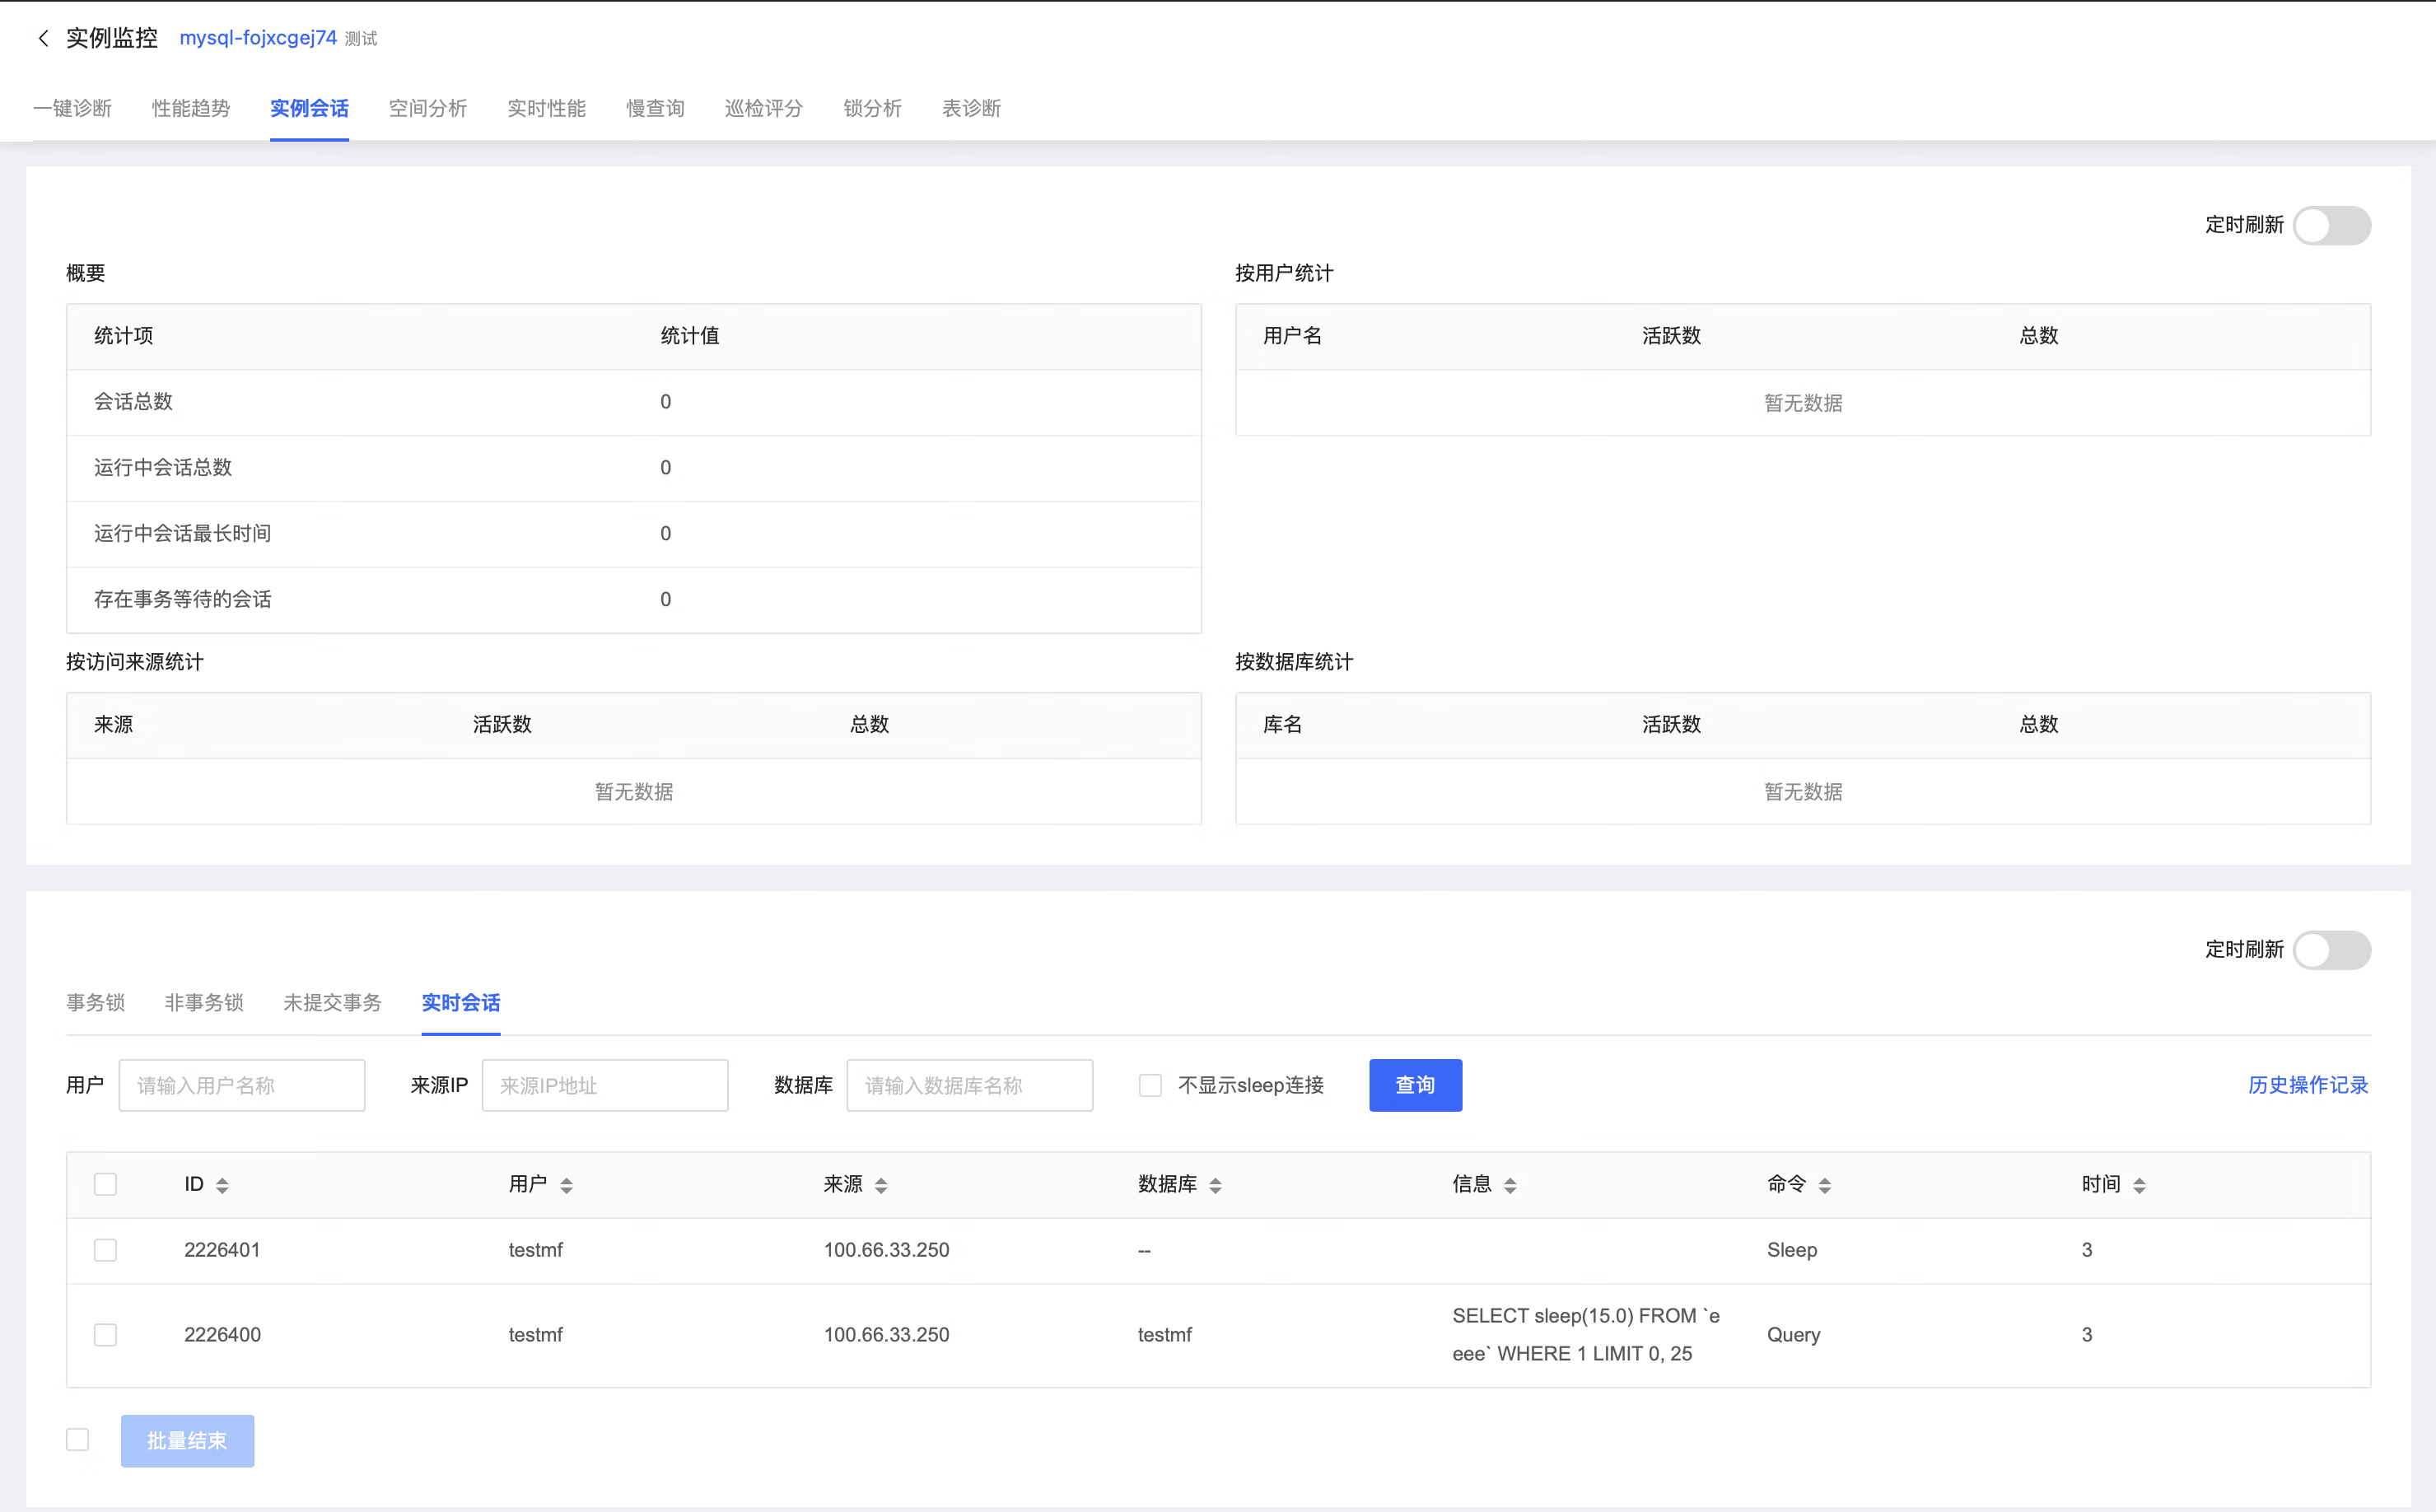 实例监控 mysql-fojxcgej74 测试
一键诊断 性能趋势 实例会话 空间分析 实时性能 慢查询 巡检评分 锁分析 表诊断
定时刷新
概要
统计项 统计值
会话总数 0
运行中会话总数 0
运行中会话最长时间 0
存在事务等待的会话 0
按用户统计
用户名 活跃数 总数
暂无数据
按访问来源统计
来源 活跃数 总数
暂无数据
按数据库统计
库名 活跃数 总数
暂无数据
定时刷新
事务锁 非事务锁 未提交事务 实时会话
用户 请输入用户名称 来源IP 来源IP地址 数据库 请输入数据库名称 不显示sleep连接 查询 历史操作记录
ID 用户 来源 数据库 信息 命令 时间
2226401 testmf 100.66.33.250 -- Sleep 3
2226400 testmf 100.66.33.250 testmf SELECT sleep(15.0) FROM `e
eee` WHERE 1 LIMIT 0, 25 Query 3
批量结束